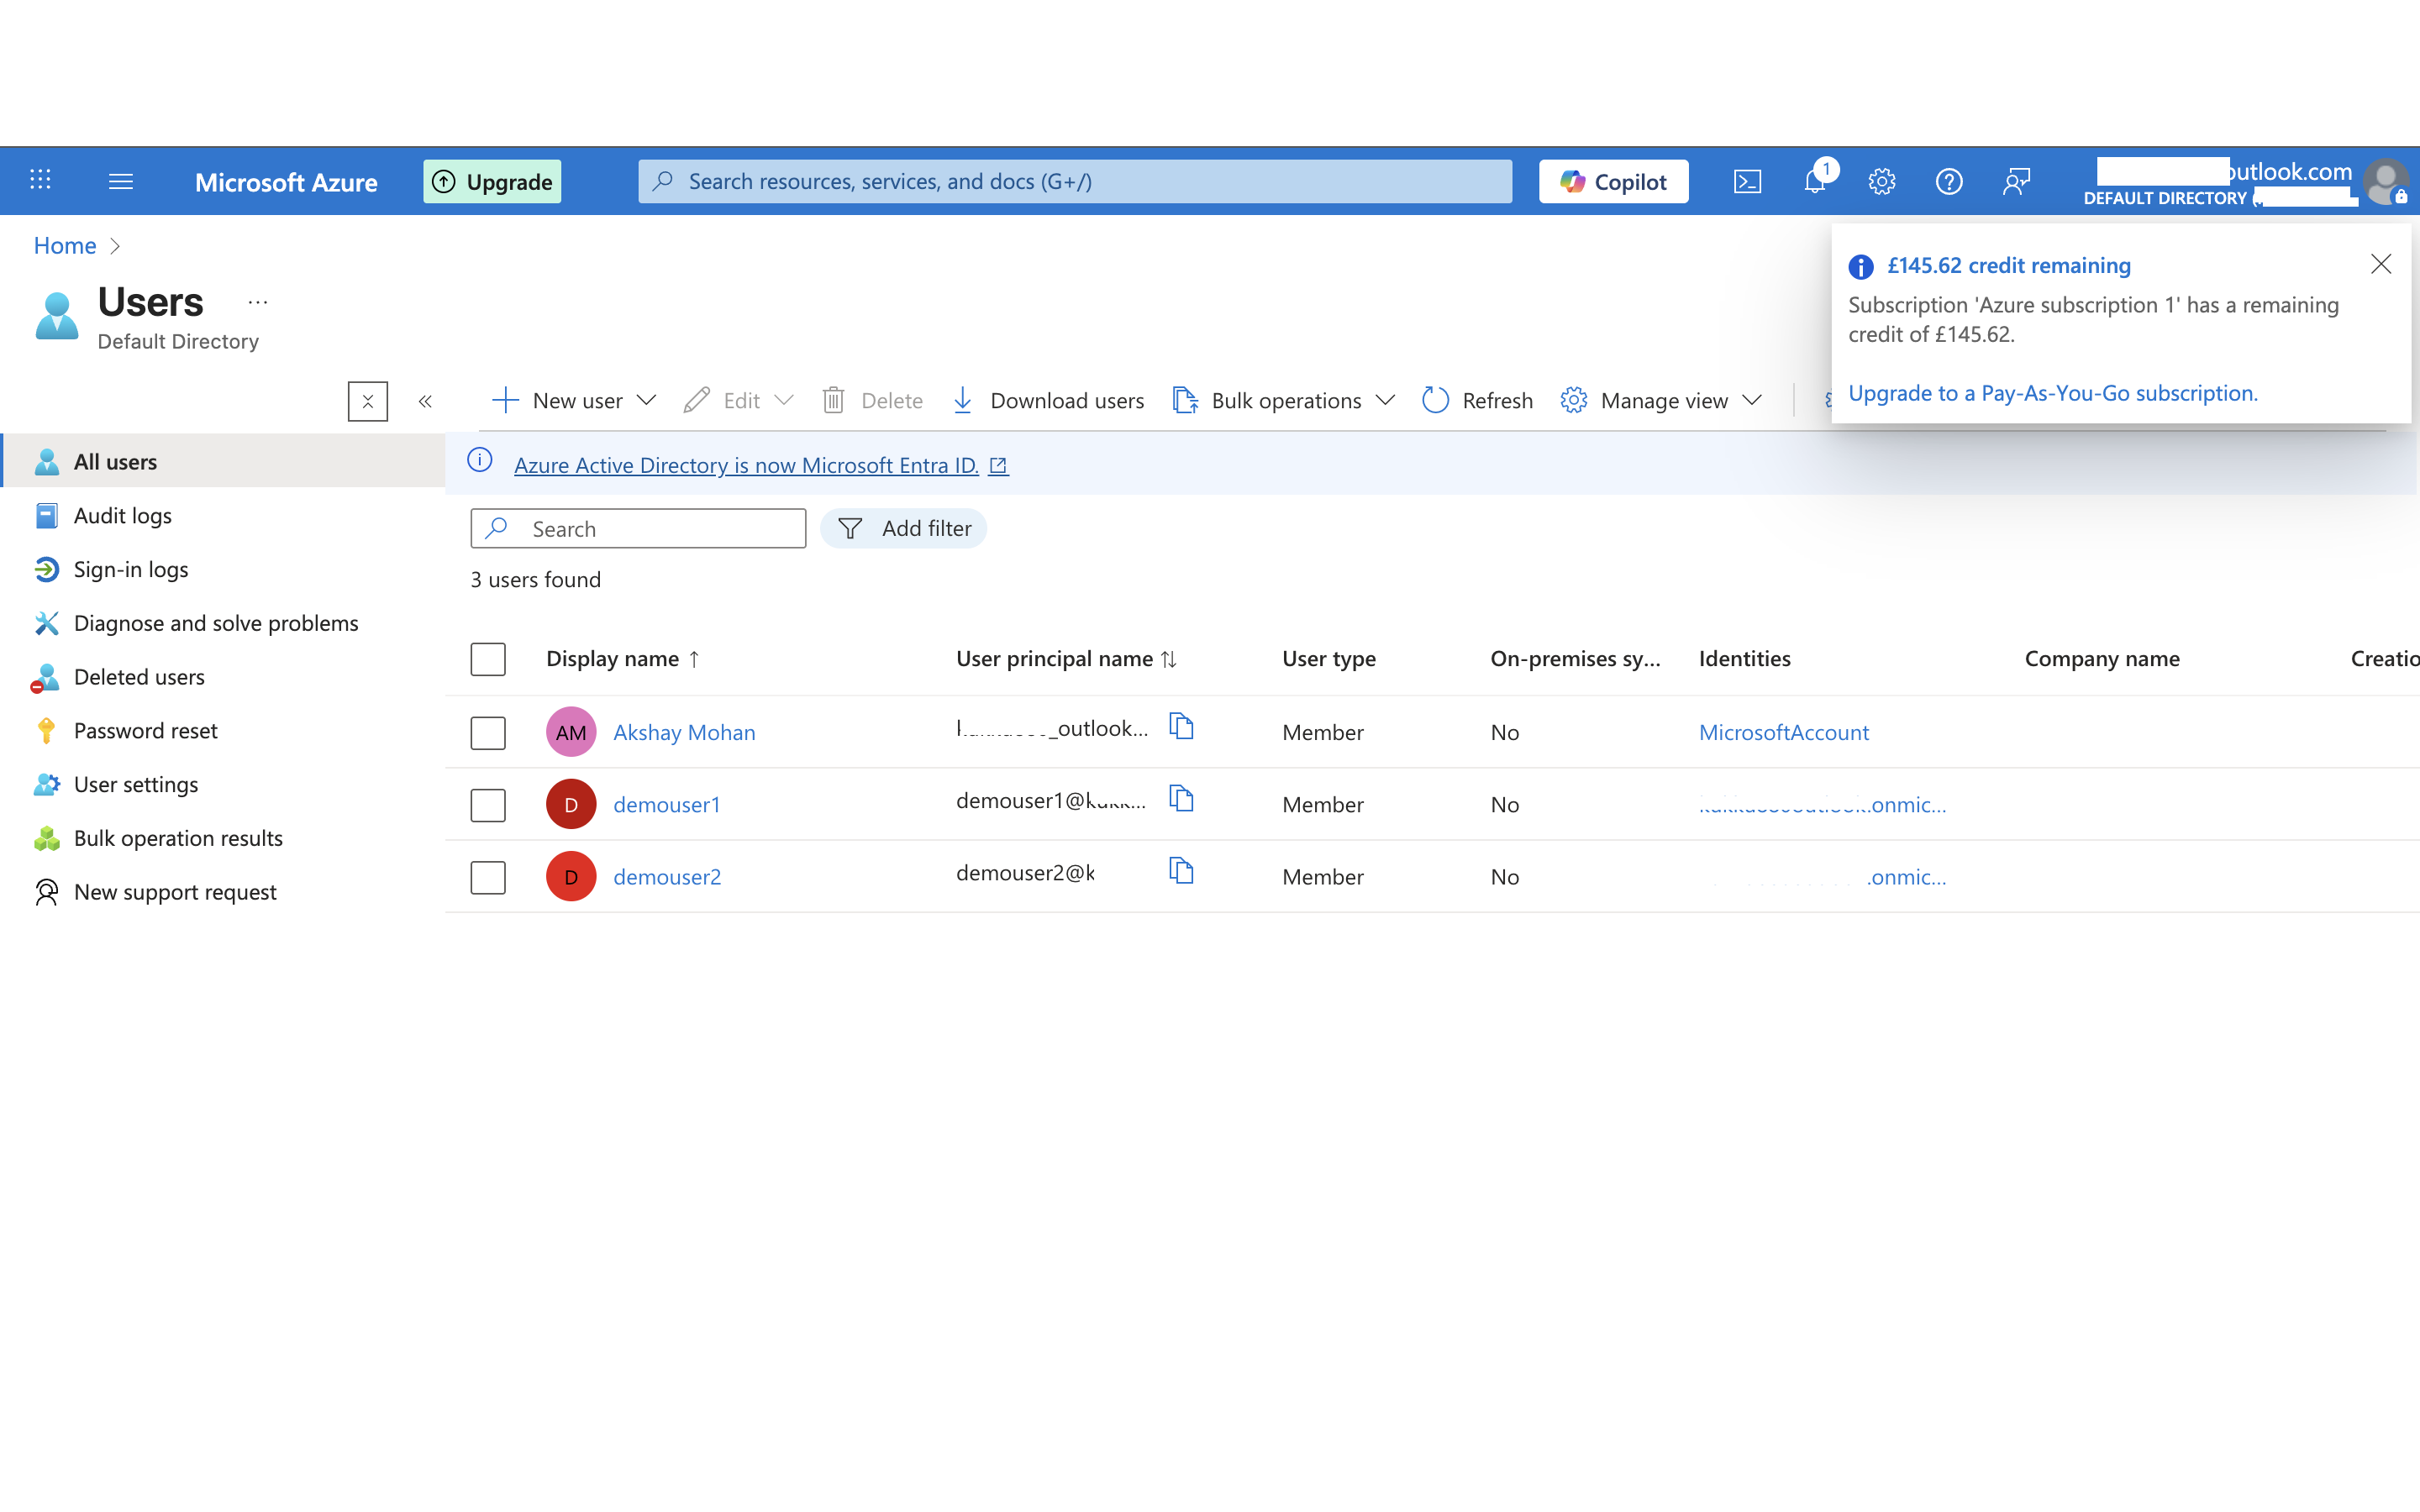 Microsoft Azure
Upgrade
Search resources, services, and docs (G+/)
Copilot
1
outlook.com
DEFAULT DIRECTORY (
Home
Users
Default Directory
£145.62 credit remaining
Subscription 'Azure subscription 1' has a remaining
credit of £145.62.
Upgrade to a Pay-As-You-Go subscription.
New user
Edit
Delete
Download users
Bulk operations
Refresh
Manage view
All users
Audit logs
Sign-in logs
Diagnose and solve problems
Deleted users
Password reset
User settings
Bulk operation results
New support request
Azure Active Directory is now Microsoft Entra ID.
Search
Add filter
3 users found
Display name ↑ User principal name ↑↓ User type On-premises sy... Identities Company name Creatio
AM Akshay Mohan _outlook... Member No MicrosoftAccount
D demouser1 demouser1@ Member No .onmic...
D demouser2 demouser2@k Member No .onmic...